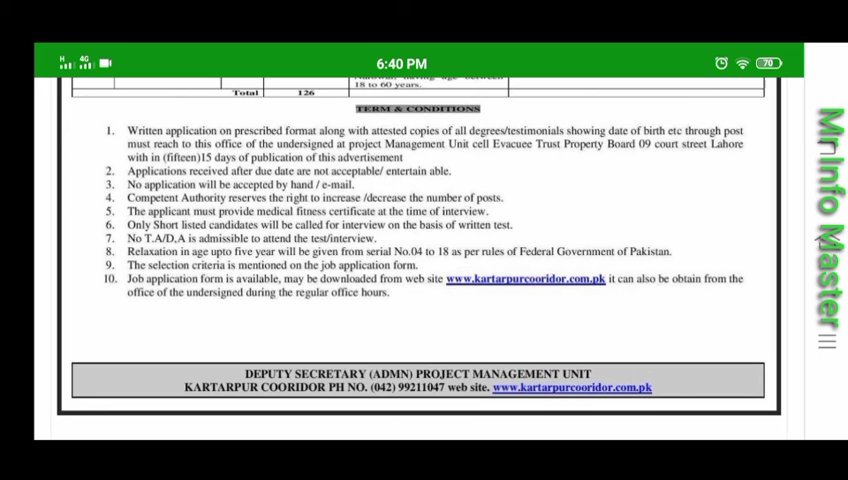 H 4G
6:40 PM
70
18 to 60 years.
Total 126
TERM & CONDITIONS
1. Written application on prescribed format along with attested copies of all degrees/testimonials showing date of birth etc through post
must reach to this office of the undersigned at project Management Unit cell Evacuee Trust Property Board 09 court street Lahore
with in (fifteen)15 days of publication of this advertisement
2. Applications received after due date are not acceptable/ entertain able.
3. No application will be accepted by hand / e-mail.
4. Competent Authority reserves the right to increase /decrease the number of posts.
5. The applicant must provide medical fitness certificate at the time of interview.
6. Only Short listed candidates will be called for interview on the basis of written test.
7. No T.A/D,A is admissible to attend the test/interview.
8. Relaxation in age upto five year will be given from serial No.04 to 18 as per rules of Federal Government of Pakistan.
9. The selection criteria is mentioned on the job application form.
10. Job application form is available, may be downloaded from web site www.kartarpurcooridor.com.pk it can also be obtain from the
office of the undersigned during the regular office hours.
DEPUTY SECRETARY (ADMN) PROJECT MANAGEMENT UNIT
KARTARPUR COORIDOR PH NO. (042) 99211047 web site. www.kartarpurcooridor.com.pk
Mr Info Master